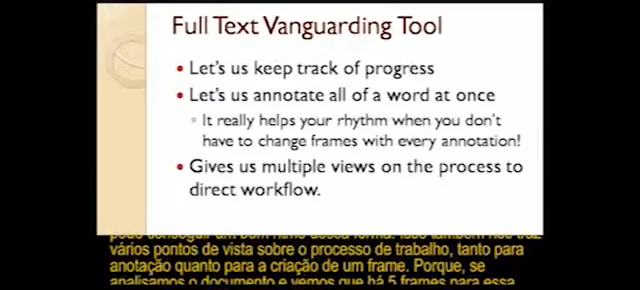 Full Text Vanguarding Tool
Let's us keep track of progress
Let's us annotate all of a word at once
It really helps your rhythm when you don't
have to change frames with every annotation!
Gives us multiple views on the process to
direct workflow.
vários pontos de vista sobre o processo de trabalho, tanto para
anotação quanto para a criação de um frame. Porque, se
analisamos o documento e vemos que há 5 frames para essa